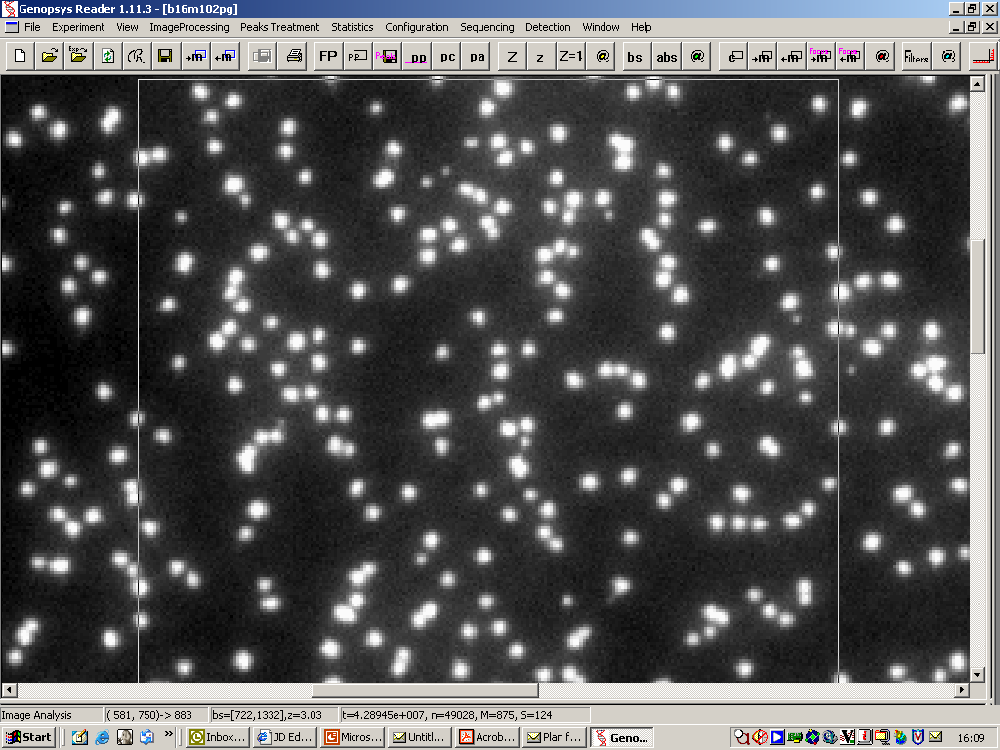 Genopsys Reader 1.11.3 - [b16m102pg]
File Experiment View ImageProcessing Peaks Treatment Statistics Configuration Sequencing Detection Window Help
Exp FP pp pc pa Z z Z=1 @ bs abs @ m m @ Filters @
Image Analysis ( 581, 750)-> 883 bs=[722,1332],z=3.03 t=4.28945e+007, n=49028, M=875, S=124
Start » Inbox... JD Ed... Micros... Untitl... Acrob... Plan f... Geno... 16:09